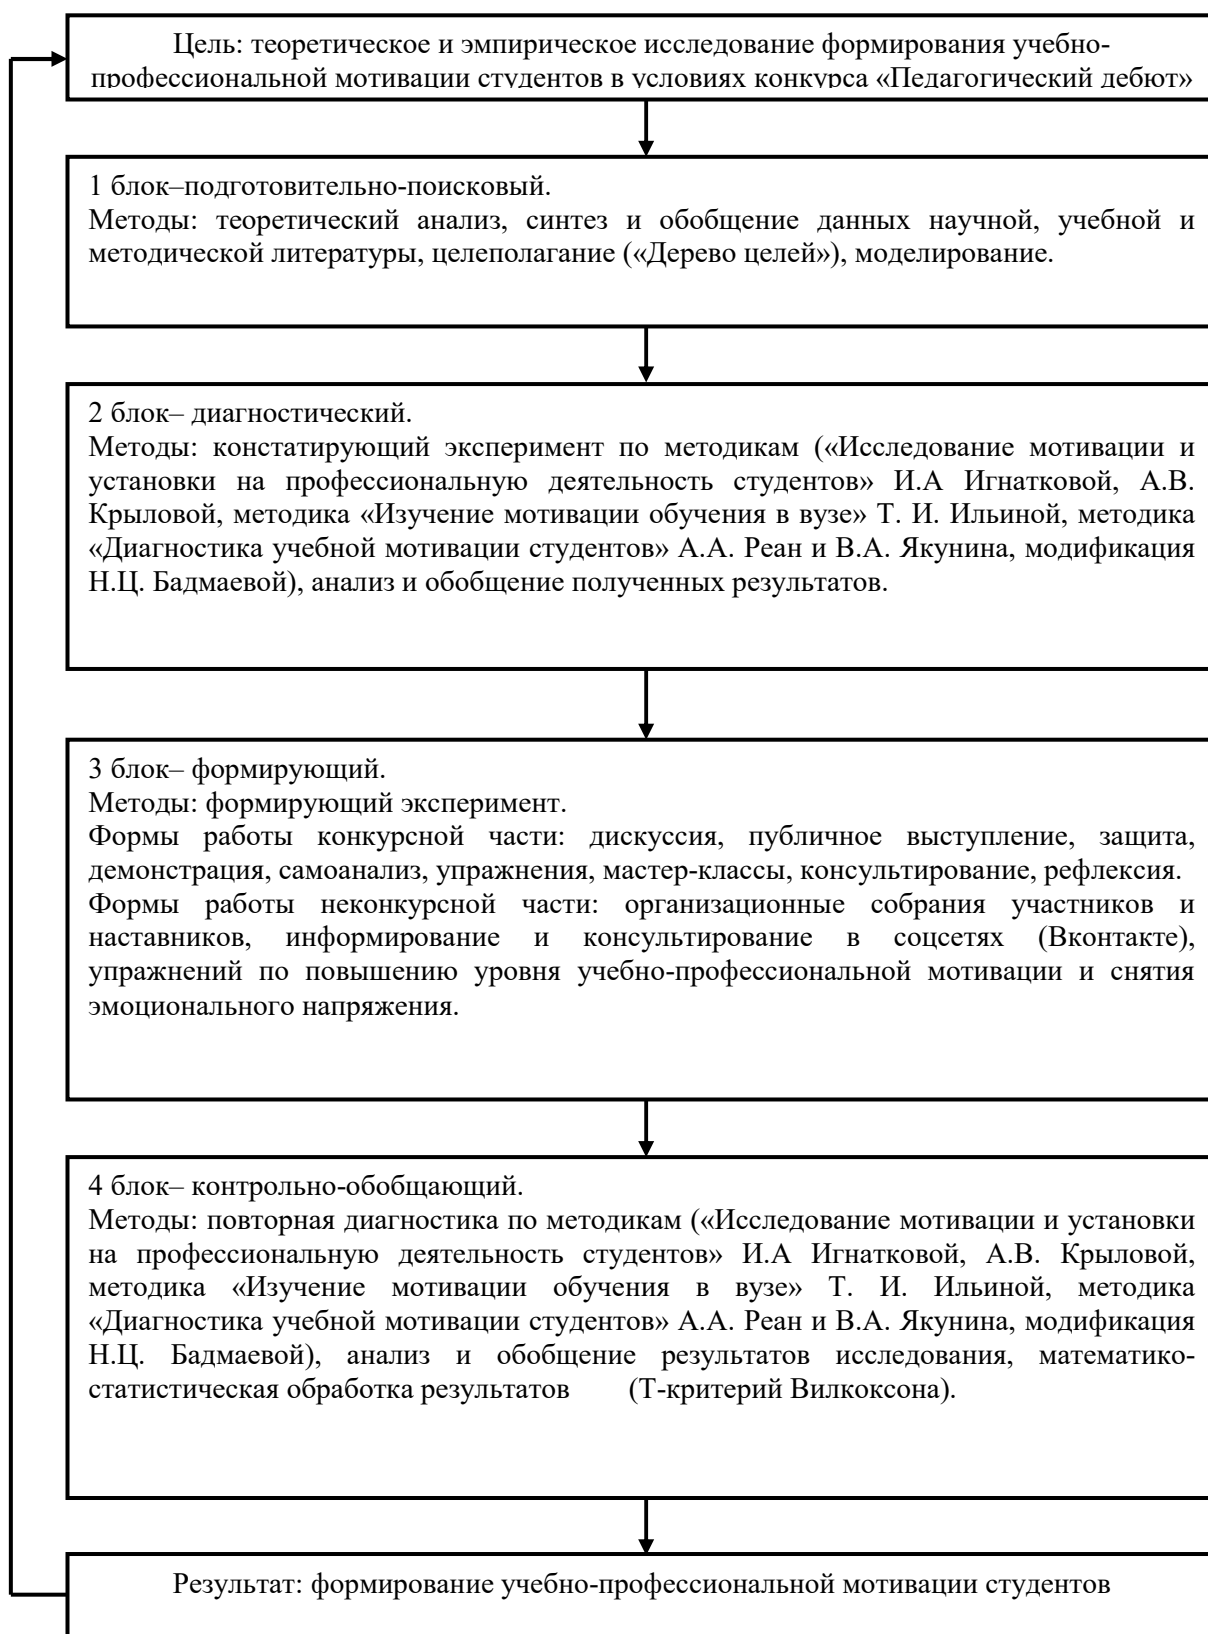 Цель: теоретическое и эмпирическое исследование формирования учебно-
профессиональной мотивации студентов в условиях конкурса «Педагогический дебют»
1 блок–подготовительно-поисковый.
Методы: теоретический анализ, синтез и обобщение данных научной, учебной и
методической литературы, целеполагание («Дерево целей»), моделирование.
2 блок– диагностический.
Методы: констатирующий эксперимент по методикам («Исследование мотивации и
установки на профессиональную деятельность студентов» И.А Игнатковой, А.В.
Крыловой, методика «Изучение мотивации обучения в вузе» Т. И. Ильиной, методика
«Диагностика учебной мотивации студентов» А.А. Реан и В.А. Якунина, модификация
Н.Ц. Бадмаевой), анализ и обобщение полученных результатов.
3 блок– формирующий.
Методы: формирующий эксперимент.
Формы работы конкурсной части: дискуссия, публичное выступление, защита,
демонстрация, самоанализ, упражнения, мастер-классы, консультирование, рефлексия.
Формы работы неконкурсной части: организационные собрания участников и
наставников, информирование и консультирование в соцсетях (Вконтакте),
упражнений по повышению уровня учебно-профессиональной мотивации и снятия
эмоционального напряжения.
4 блок– контрольно-обобщающий.
Методы: повторная диагностика по методикам («Исследование мотивации и установки
на профессиональную деятельность студентов» И.А Игнатковой, А.В. Крыловой,
методика «Изучение мотивации обучения в вузе» Т. И. Ильиной, методика
«Диагностика учебной мотивации студентов» А.А. Реан и В.А. Якунина, модификация
Н.Ц. Бадмаевой), анализ и обобщение результатов исследования, математико-
статистическая обработка результатов (Т-критерий Вилкоксона).
Результат: формирование учебно-профессиональной мотивации студентов